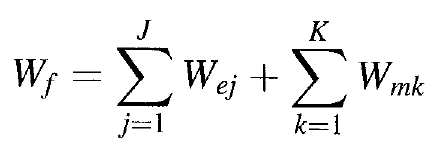 W_f = \sum_{j=1}^{J} W_{ej} + \sum_{k=1}^{K} W_{mk}